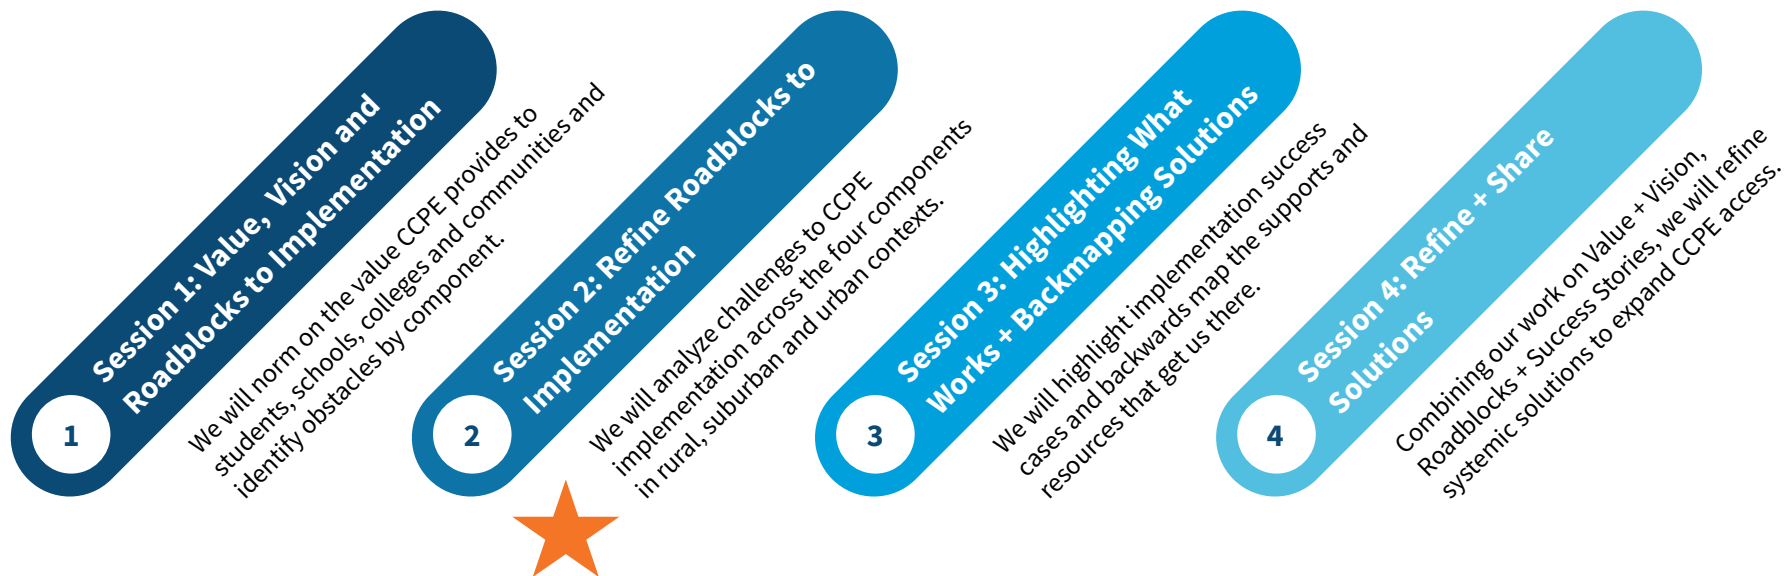 Session 1: Value, Vision and
Roadblocks to Implementation
1
We will norm on the value CCPE provides to
students, schools, colleges and communities and
identify obstacles by component.
Session 2: Refine Roadblocks to
Implementation
2
We will analyze challenges to CCPE
implementation across the four components
in rural, suburban and urban contexts.
Session 3: Highlighting What
Works + Backmapping Solutions
3
We will highlight implementation success
cases and backwards map the supports and
resources that get us there.
Session 4: Refine + Share
Solutions
4
Combining our work on Value + Vision,
Roadblocks + Success Stories, we will refine
systemic solutions to expand CCPE access.